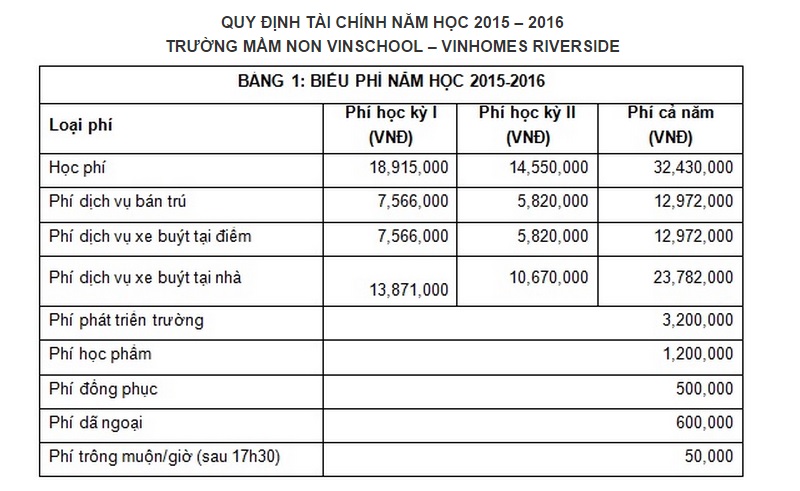 QUY ĐỊNH TÀI CHÍNH NĂM HỌC 2015 – 2016
TRƯỜNG MẦM NON VINSCHOOL – VINHOMES RIVERSIDE
BẢNG 1: BIỂU PHÍ NĂM HỌC 2015-2016
Loại phí Phí học kỳ I (VNĐ) Phí học kỳ II (VNĐ) Phí cả năm (VNĐ)
Học phí 18,915,000 14,550,000 32,430,000
Phí dịch vụ bán trú 7,566,000 5,820,000 12,972,000
Phí dịch vụ xe buýt tại điểm 7,566,000 5,820,000 12,972,000
Phí dịch vụ xe buýt tại nhà 13,871,000 10,670,000 23,782,000
Phí phát triển trường 3,200,000
Phí học phẩm 1,200,000
Phí đồng phục 500,000
Phí dã ngoại 600,000
Phí trông muộn/giờ (sau 17h30) 50,000